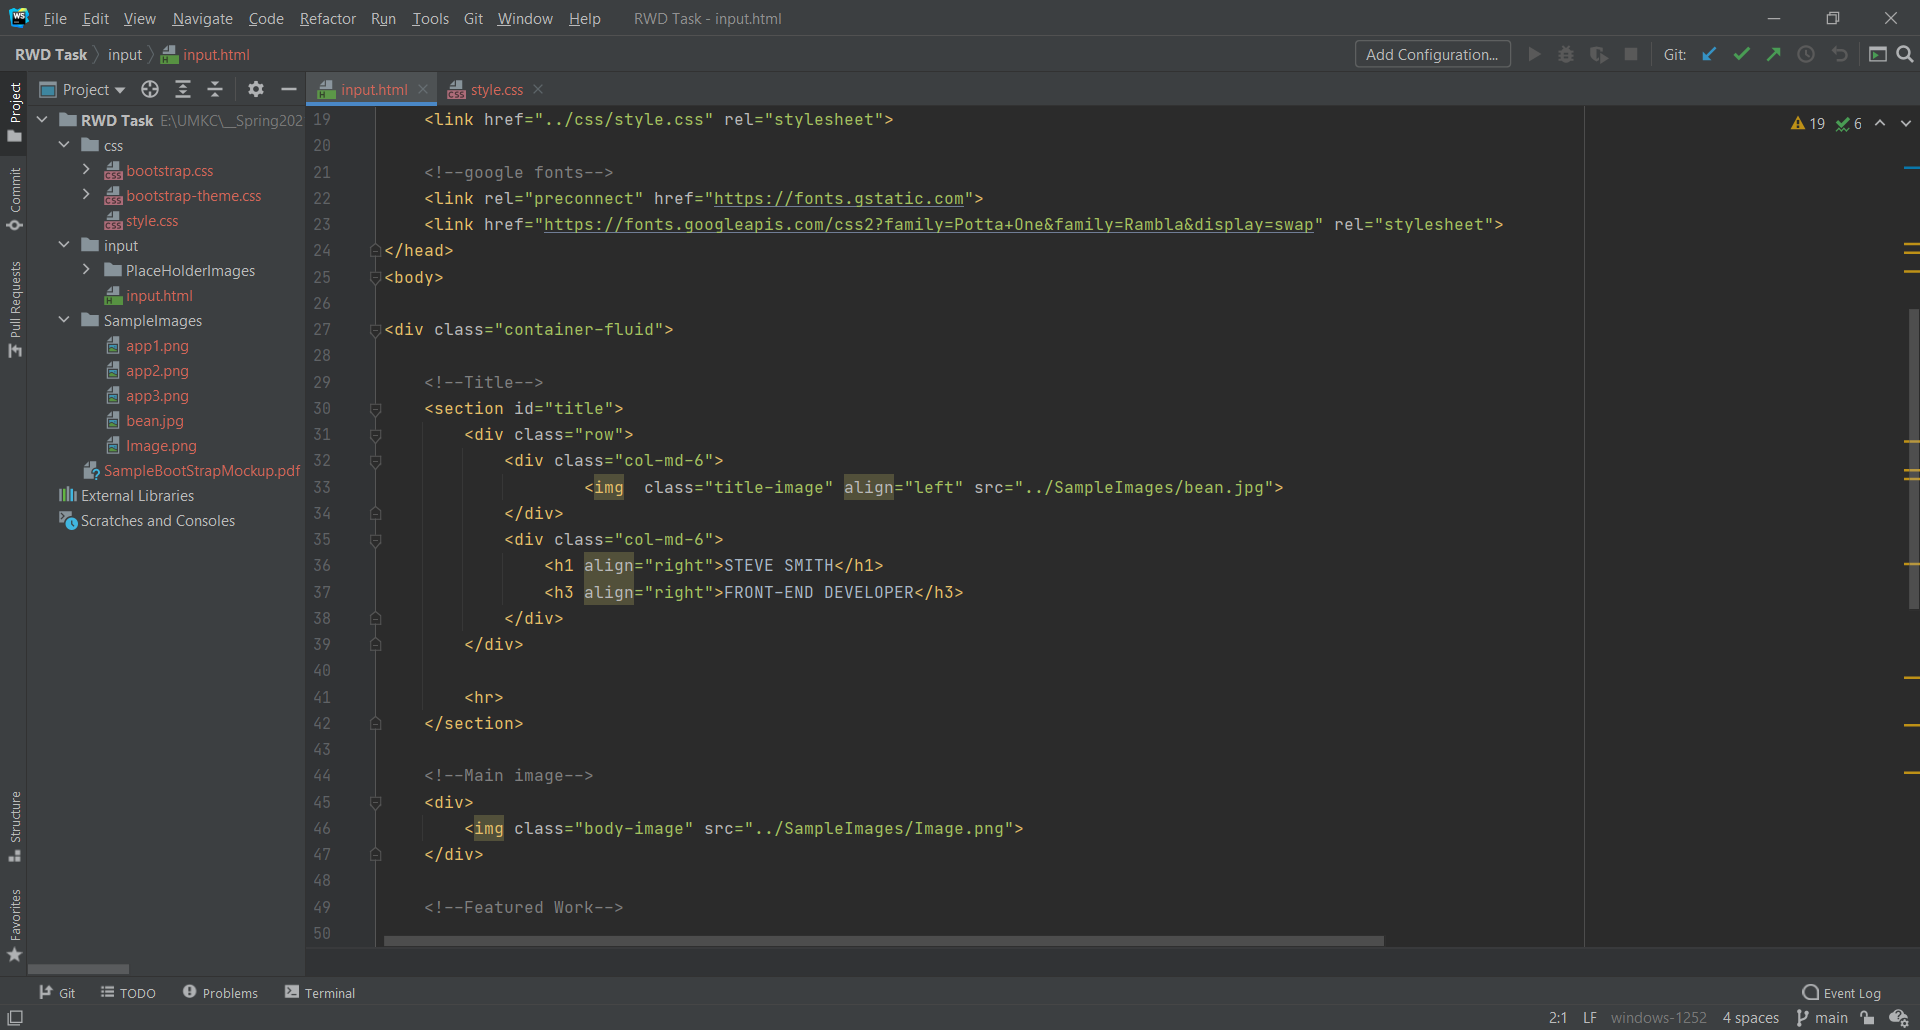 WS File Edit View Navigate Code Refactor Run Tools Git Window Help RWD Task - input.html
RWD Task input input.html Add Configuration... Git:
Project
Commit
Pull Requests
Structure
Favorites
Project
RWD Task E:\UMKC\__Spring202
css
bootstrap.css
bootstrap-theme.css
style.css
input
PlaceHolderImages
input.html
SampleImages
app1.png
app2.png
app3.png
bean.jpg
Image.png
SampleBootStrapMockup.pdf
External Libraries
Scratches and Consoles
input.html style.css
19 6
19 <link href="../css/style.css" rel="stylesheet">
20
21 <!--google fonts-->
22 <link rel="preconnect" href="https://fonts.gstatic.com">
23 <link href="https://fonts.googleapis.com/css2?family=Potta+One&family=Rambla&display=swap" rel="stylesheet">
24 </head>
25 <body>
26
27 <div class="container-fluid">
28
29 <!--Title-->
30 <section id="title">
31 <div class="row">
32 <div class="col-md-6">
33 <img  class="title-image" align="left" src="../SampleImages/bean.jpg">
34 </div>
35 <div class="col-md-6">
36 <h1 align="right">STEVE SMITH</h1>
37 <h3 align="right">FRONT-END DEVELOPER</h3>
38 </div>
39 </div>
40
41 <hr>
42 </section>
43
44 <!--Main image-->
45 <div>
46 <img class="body-image" src="../SampleImages/Image.png">
47 </div>
48
49 <!--Featured Work-->
50
Git TODO Problems Terminal Event Log
2:1 LF windows-1252 4 spaces main